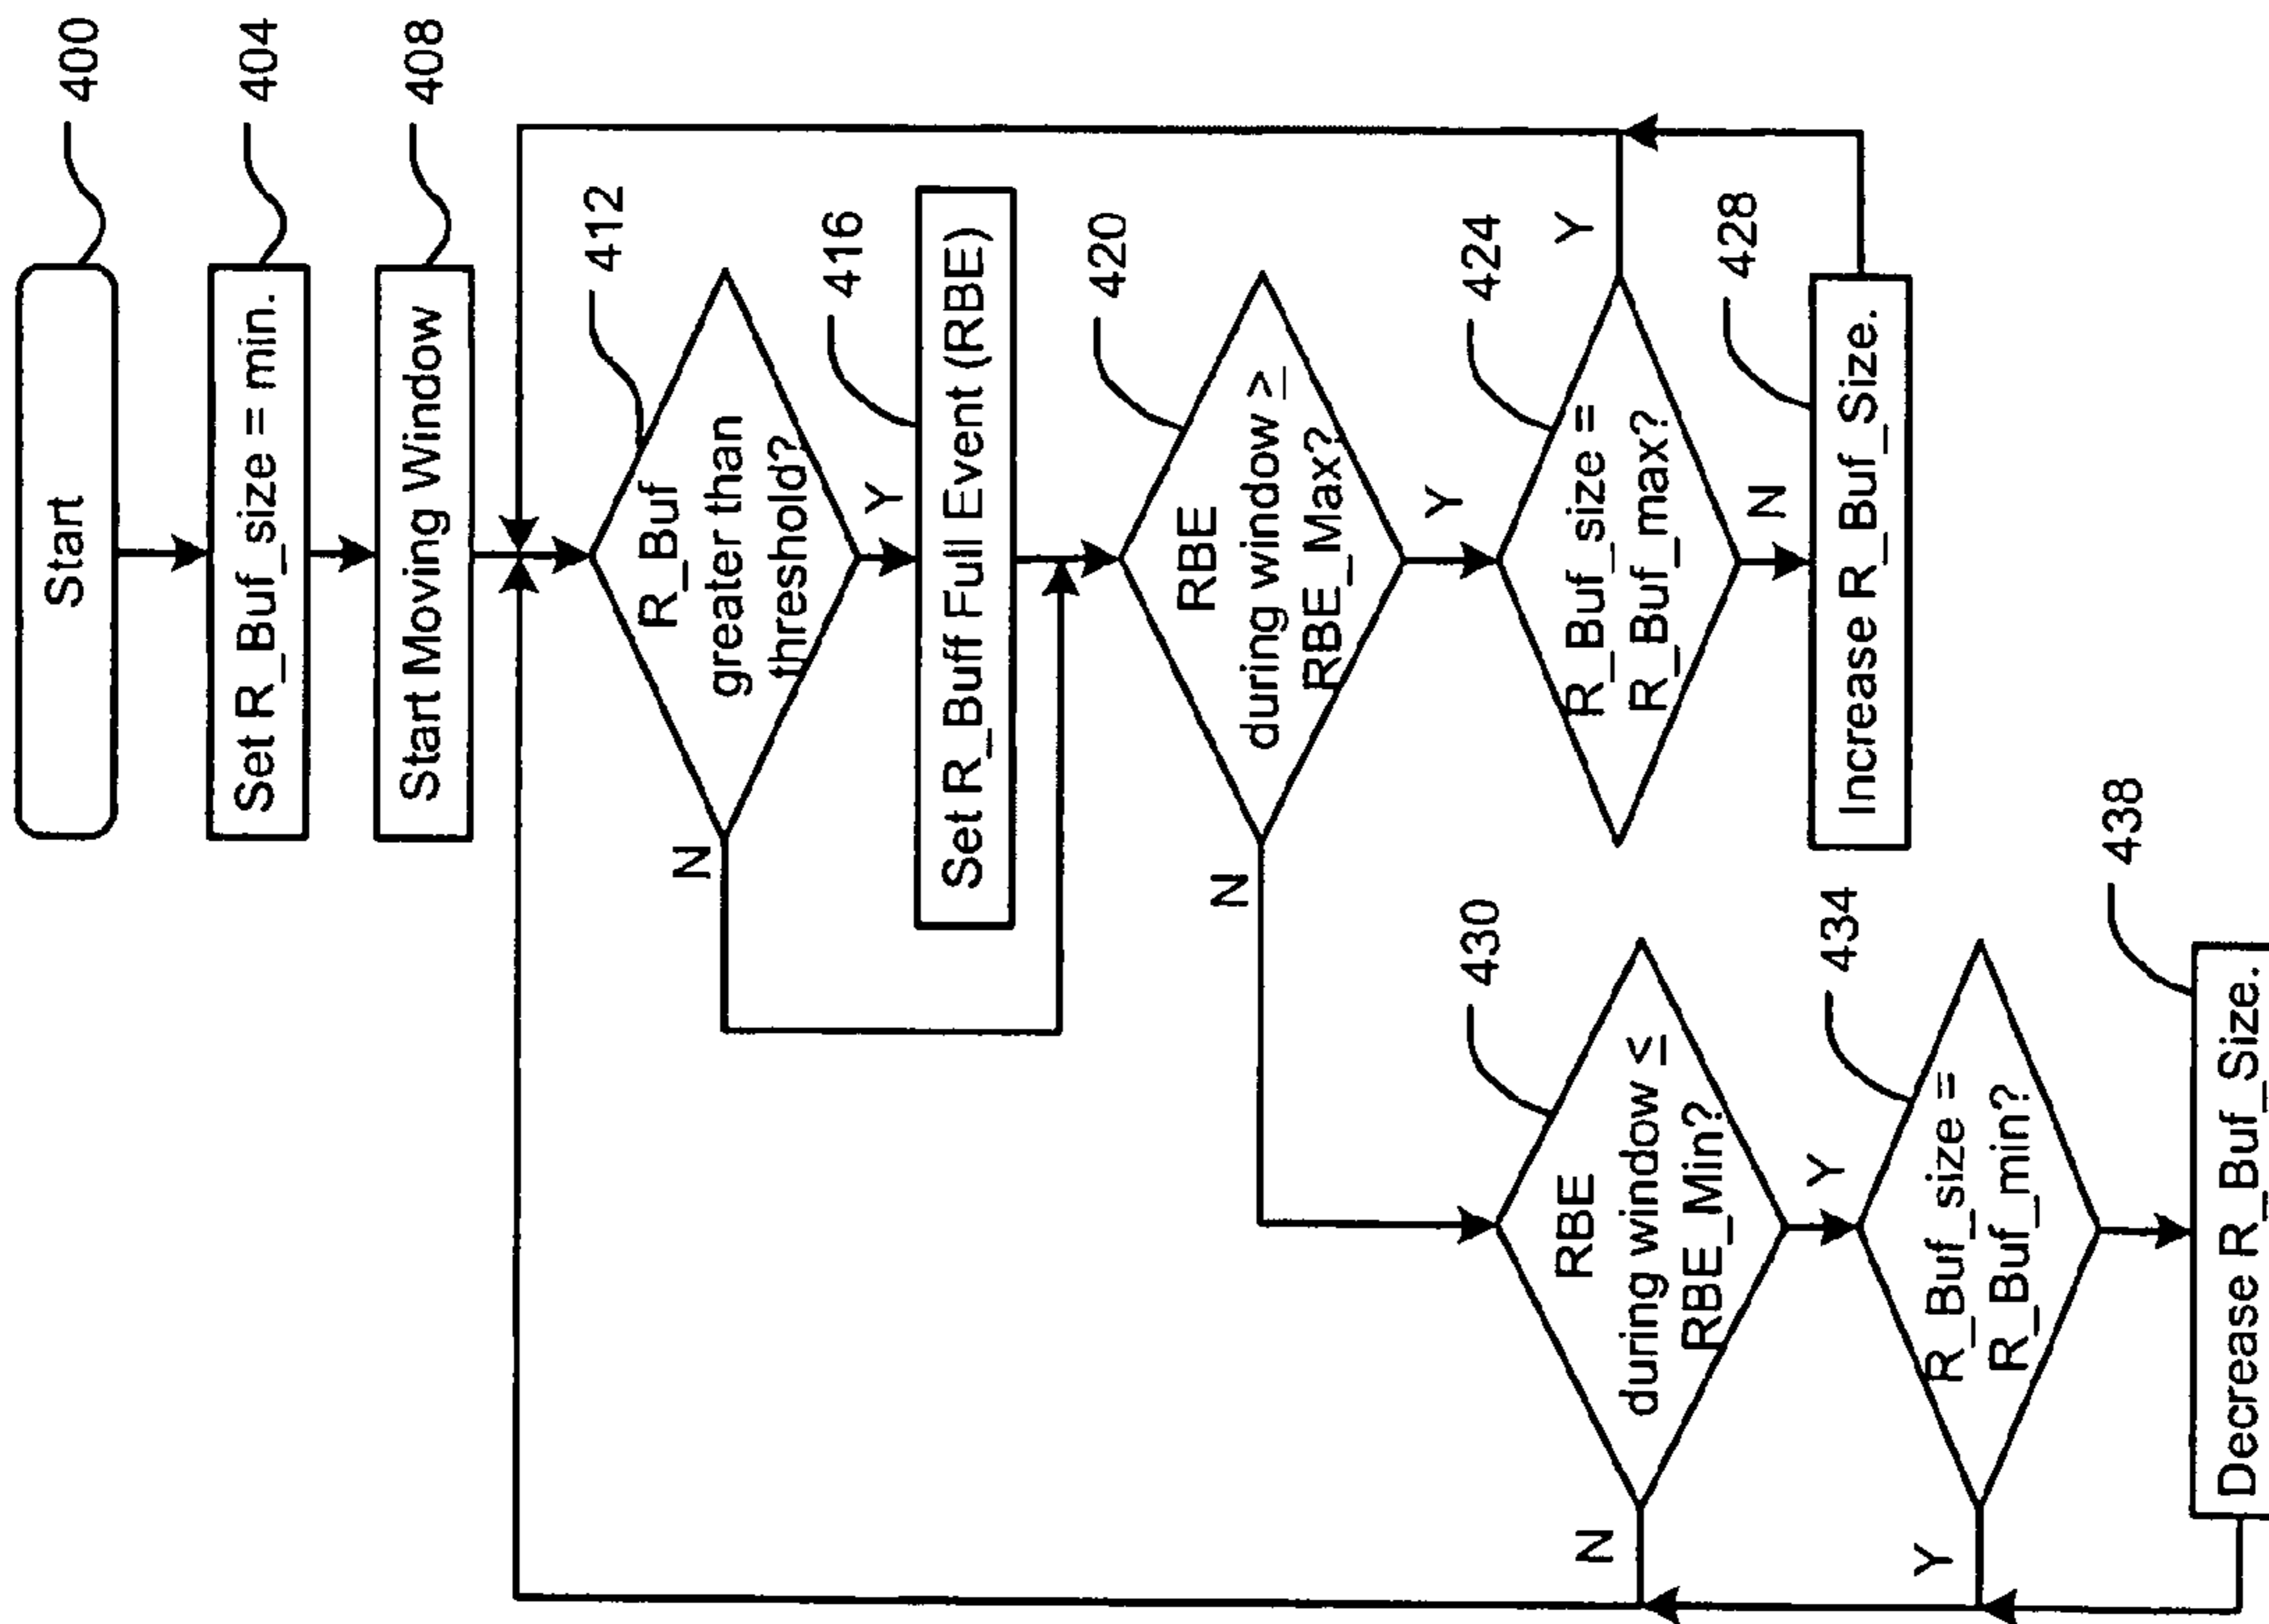 Start
400
Set R_Buf_size = min.
404
Start Moving Window
408
412
R_Buf
greater than
threshold?
N
Y
416
Set R_Buff Full Event (RBE)
420
RBE
during window ≥
RBE_Max?
N
Y
424
R_Buf_size =
R_Buf_max?
Y
N
428
Increase R_Buf_Size.
430
RBE
during window ≤
RBE_Min?
N
Y
434
R_Buf_size =
R_Buf_min?
Y
438
Decrease R_Buf_Size.